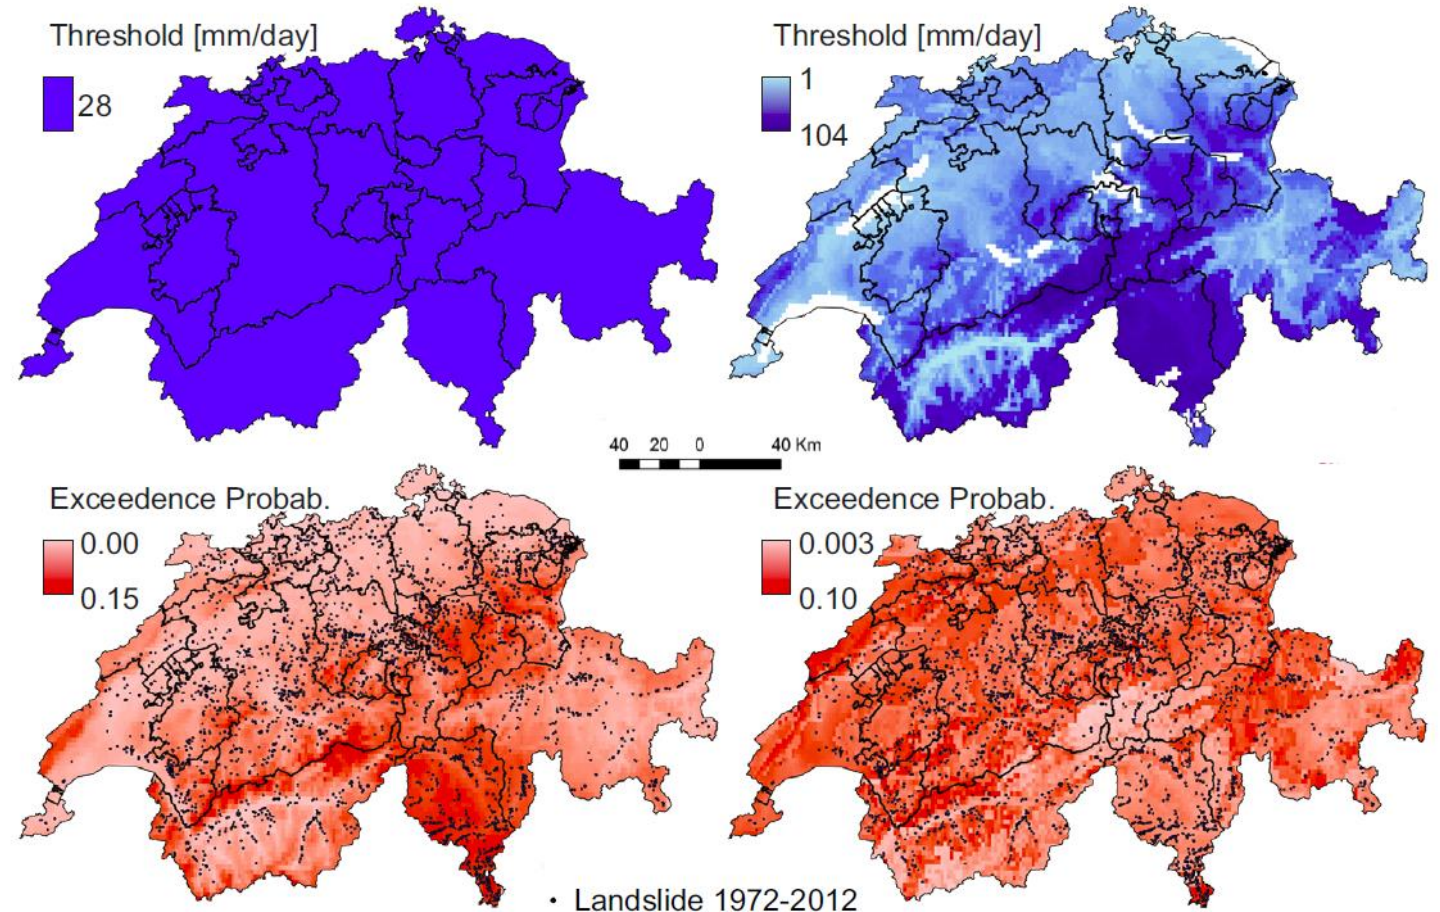 Threshold [mm/day]
28
Threshold [mm/day]
1
104
40 20 0 40 Km
Exceedence Probab.
0.00
0.15
Exceedence Probab.
0.003
0.10
Landslide 1972-2012